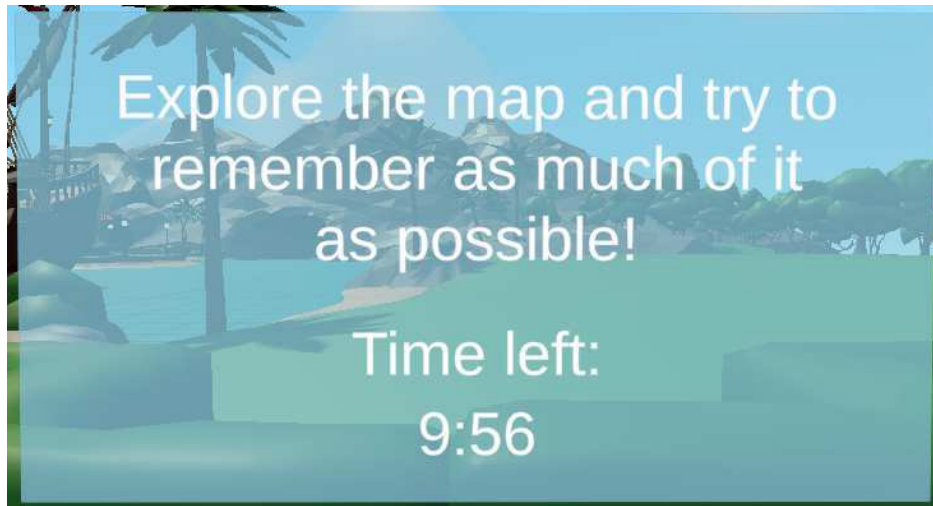 Explore the map and try to
remember as much of it
as possible!
Time left:
9:56